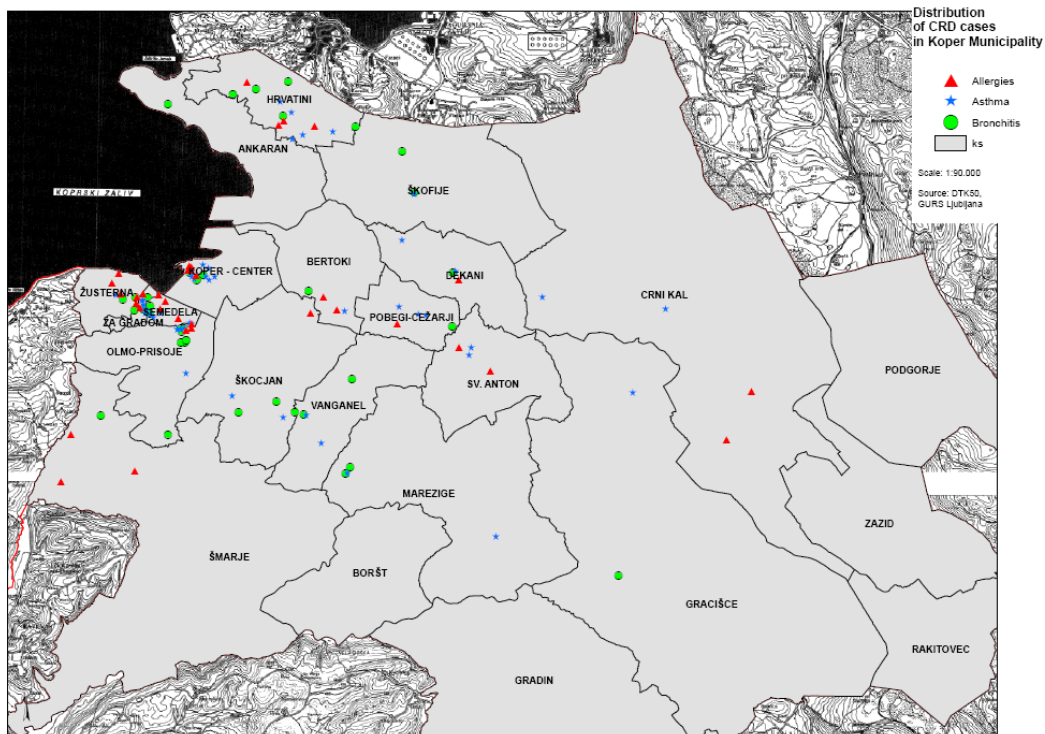 Distribution
of CRD cases
in Koper Municipality
Allergies
Asthma
Bronchitis
ks
Scale: 1:90.000
Source: DTK50,
GURS Ljubljana
HRVATINI
ANKARAN
ŠKOFIJE
KOPRSKI ZALIV
KOPER - CENTER
BERTOKI
DEKANI
ŽUSTERNA
CRNI KAL
SEMEDELA
ZA GRADOM
POBEGI-CEŽARJI
OLMO-PRISOJE
ŠKOCJAN
SV. ANTON
PODGORJE
VANGANEL
MAREZIGE
ZAZID
ŠMARJE
BORŠT
GRACIŠCE
RAKITOVEC
GRADIN